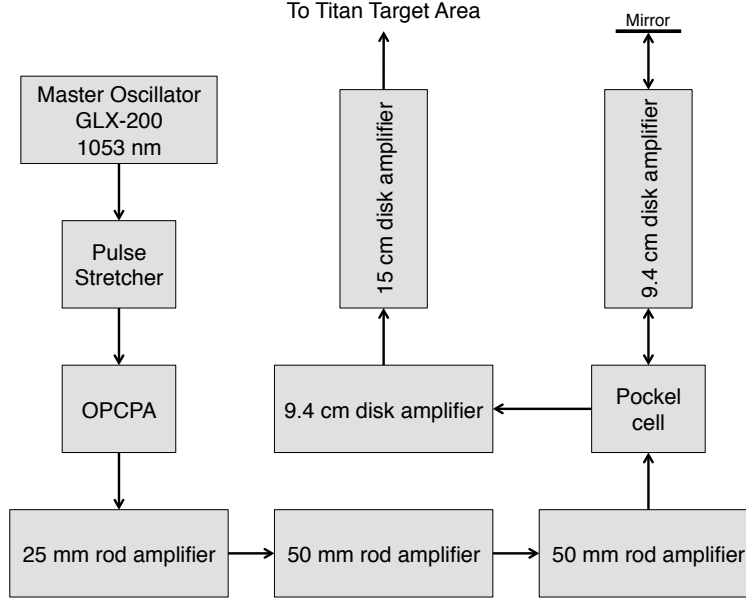 To Titan Target Area
Mirror
Master Oscillator
GLX-200
1053 nm
15 cm disk amplifier
9.4 cm disk amplifier
Pulse
Stretcher
OPCPA
9.4 cm disk amplifier
Pockel
cell
25 mm rod amplifier
50 mm rod amplifier
50 mm rod amplifier